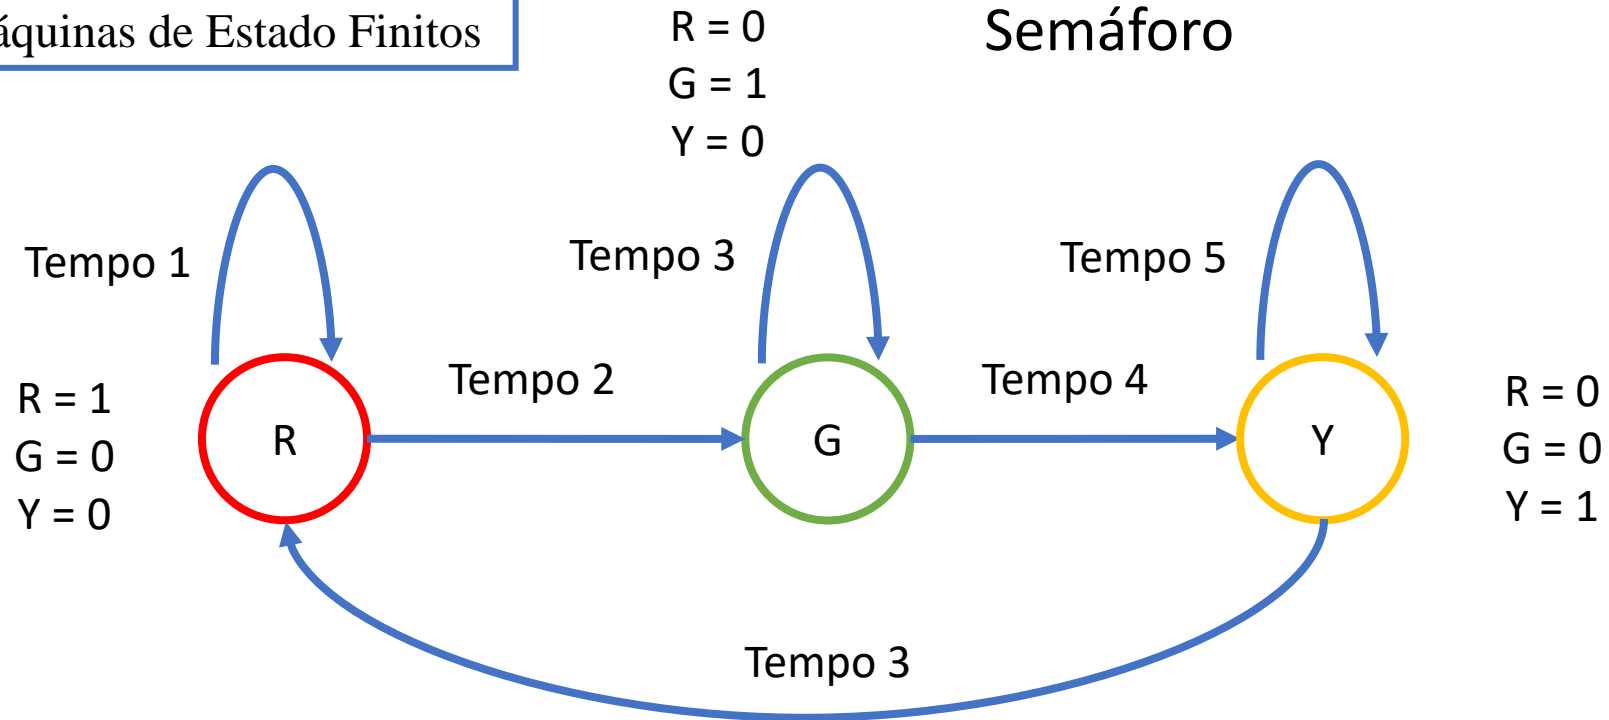 áquinas de Estado Finitos
Semáforo
R = 0
G = 1
Y = 0
Tempo 1
Tempo 3
Tempo 5
Tempo 2
Tempo 4
R = 1
G = 0
Y = 0
R
G
Y
R = 0
G = 0
Y = 1
Tempo 3